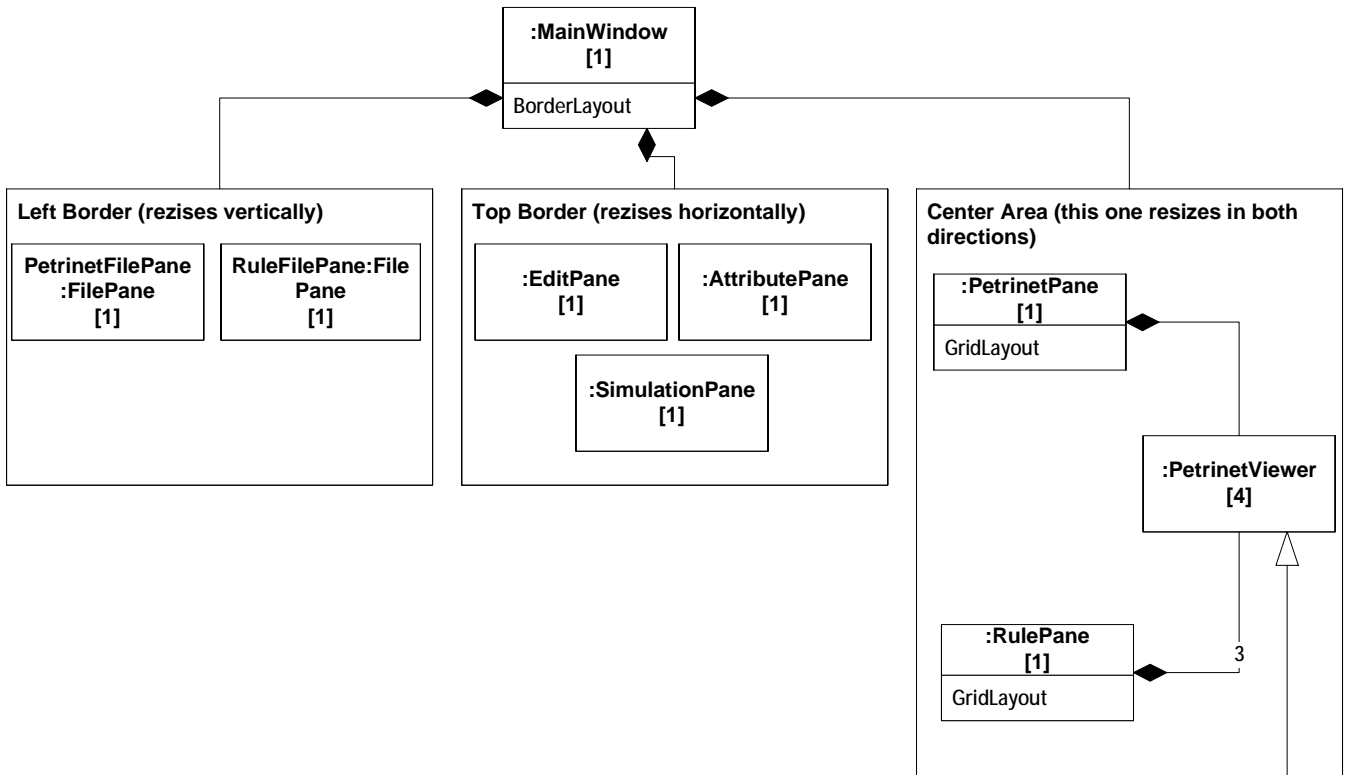 :MainWindow
[1]
BorderLayout
Left Border (rezises vertically)
PetrinetFilePane
:FilePane
[1]
RuleFilePane:File
Pane
[1]
Top Border (rezises horizontally)
:EditPane
[1]
:AttributePane
[1]
:SimulationPane
[1]
Center Area (this one resizes in both
directions)
:PetrinetPane
[1]
GridLayout
:PetrinetViewer
[4]
:RulePane
[1]
GridLayout
3